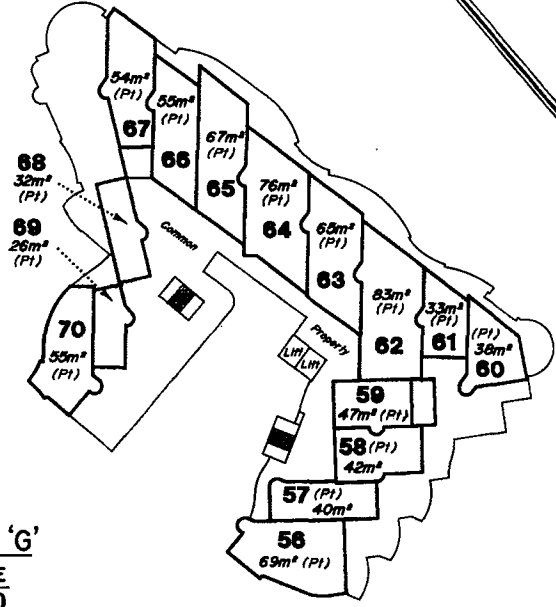 54m²
(Pt)
67
55m²
(Pt)
66
67m²
(Pt)
65
76m²
(Pt)
64
65m²
(Pt)
63
83m²
(Pt)
62
33m²
(Pt)
61
(Pt)
38m²
60
68
32m²
(Pt)
69
26m²
(Pt)
70
55m²
(Pt)
Common
Property
Lift
Lift
59
47m² (Pt)
58 (Pt)
42m²
57 (Pt)
40m²
56
69m² (Pt)
'G'